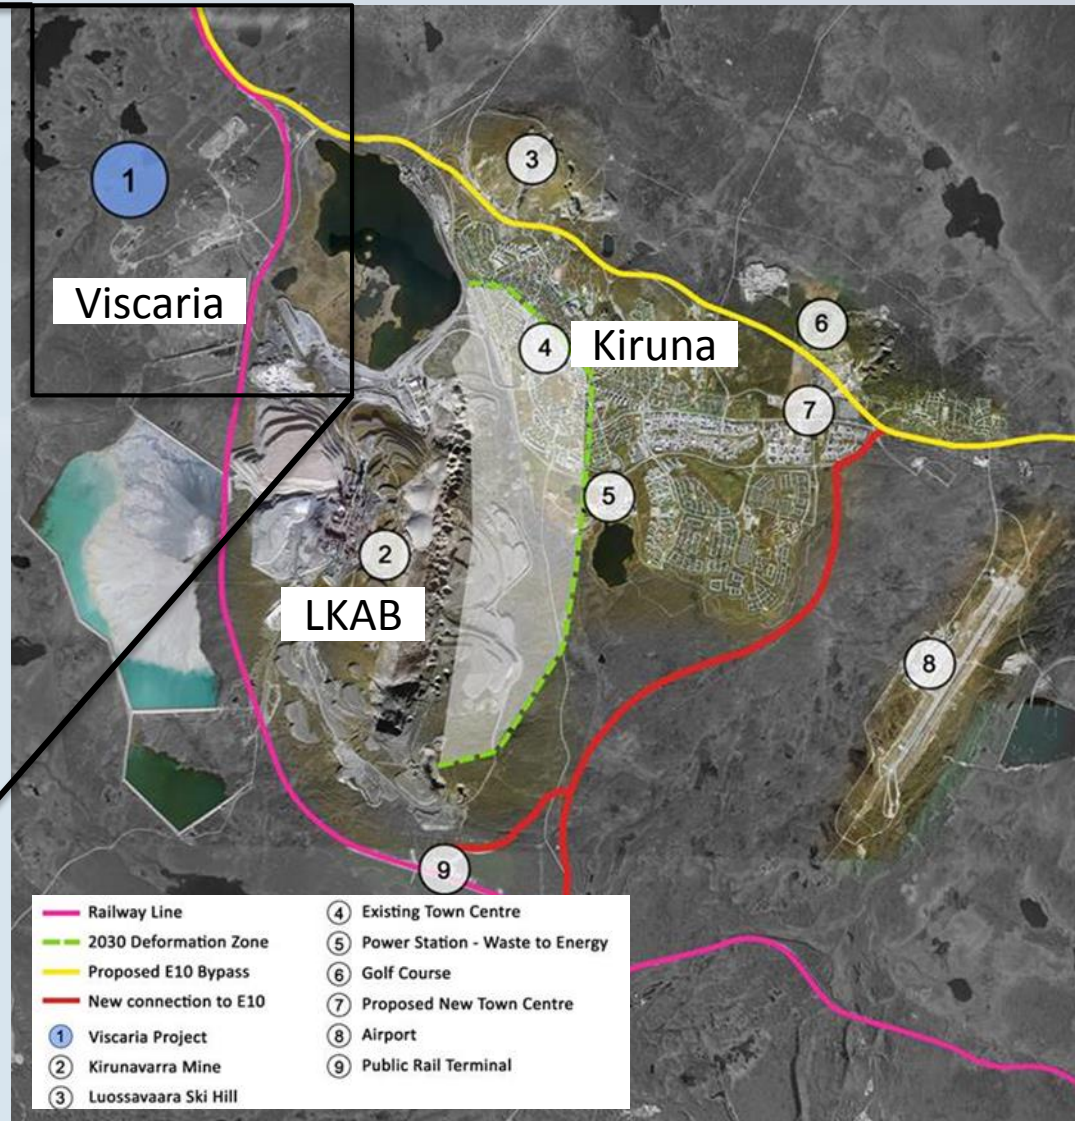 1
3
Viscaria
6
4
Kiruna
7
5
2
LKAB
8
9
Railway Line
2030 Deformation Zone
Proposed E10 Bypass
New connection to E10
1 Viscaria Project
2 Kirunavarra Mine
3 Luossavaara Ski Hill
4 Existing Town Centre
5 Power Station - Waste to Energy
6 Golf Course
7 Proposed New Town Centre
8 Airport
9 Public Rail Terminal